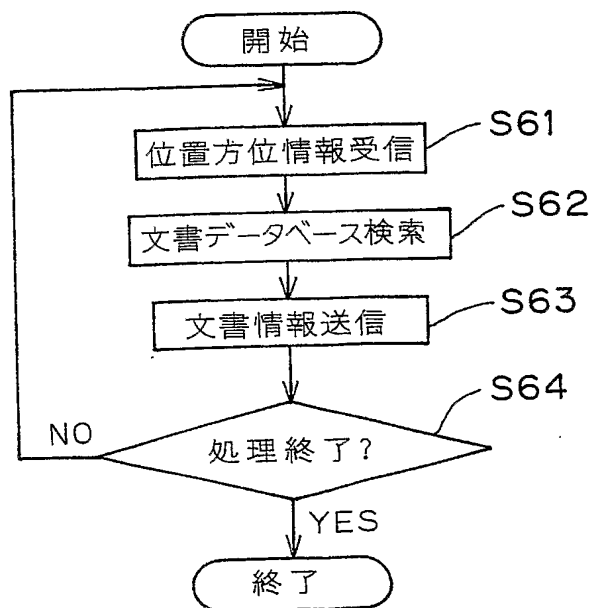 開始
位置方位情報受信
S61
文書データベース検索
S62
文書情報送信
S63
処理終了?
S64
NO
YES
終了